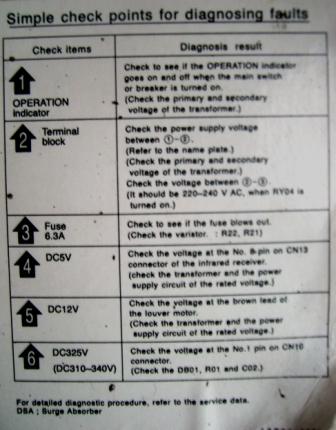 Simple check points for diagnosing faults
Check items
Diagnosis result
1
OPERATION
indicator
Check to see if the OPERATION indicator
goes on and off when the main switch
or breaker is turned on.
(Check the primary and secondary
voltage of the transformer.)
2
Terminal
block
Check the power supply voltage
between ①-②.
(Refer to the name plate.)
(Check the primary and secondary
voltage of the transformer.)
Check the voltage between ②-③.
(It should be 220-240 V AC, when RY04 is
turned on.)
3
Fuse
6.3A
Check to see if the fuse blows out.
(Check the varistor. : R22, R21)
4
DC5V
Check the voltage at the No. 8-pin on CN13
connector of the infrared receiver.
(check the transformer and the power
supply circuit of the rated voltage.)
5
DC12V
Check the voltage at the brown lead of
the louver motor.
(Check the transformer and the power
supply circuit of the rated voltage.)
6
DC325V
(DC310-340V)
Check the voltage at the No.1 pin on CN16
connector.
(Check the DB01, R01 and C02.)
For detailed diagnostic procedure, refer to the service data.
DSA ; Surge Absorber